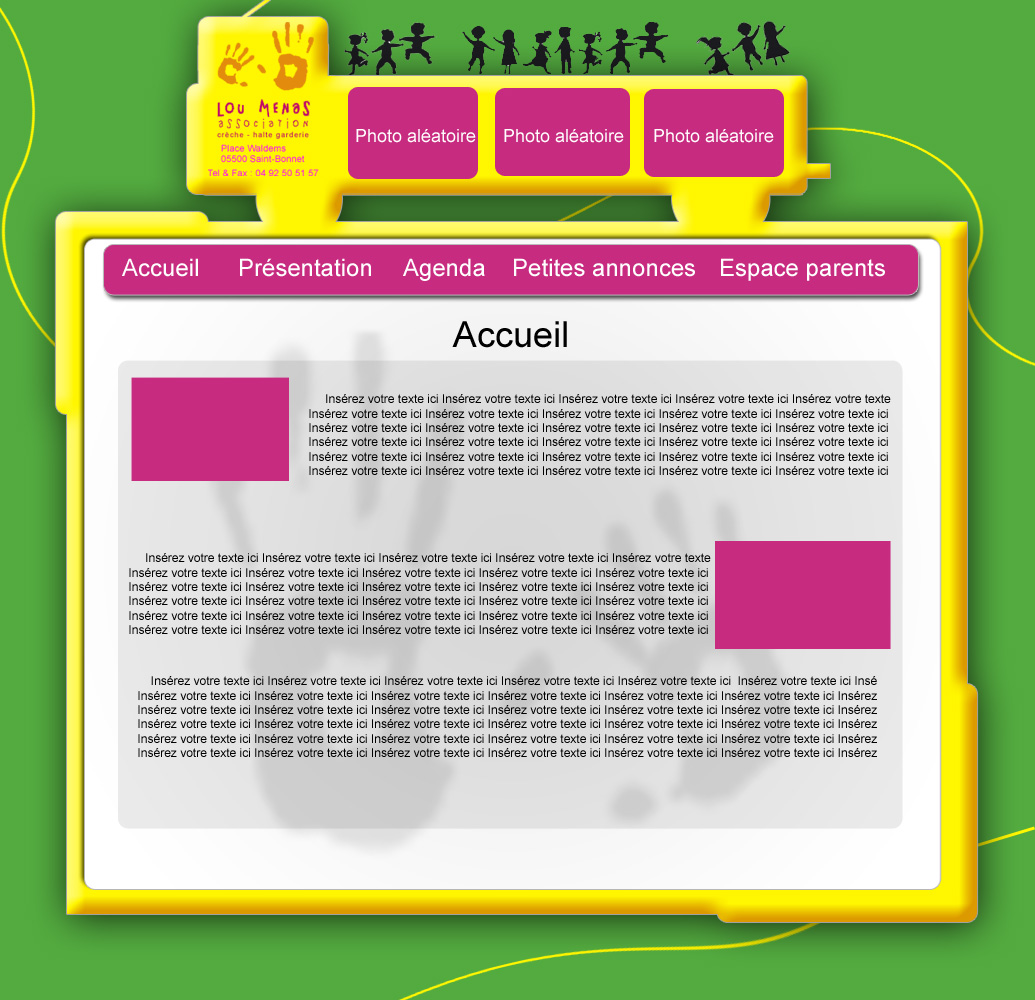 LOU MENAS
association
crèche - halte garderie
Place Waldems
05500 Saint-Bonnet
Tel & Fax : 04 92 50 51 57
Photo aléatoire
Photo aléatoire
Photo aléatoire
Accueil
Présentation
Agenda
Petites annonces
Espace parents
Accueil
Insérez votre texte ici Insérez votre texte ici Insérez votre texte ici Insérez votre texte ici Insérez votre texte
Insérez votre texte ici Insérez votre texte ici Insérez votre texte ici Insérez votre texte ici Insérez votre texte ici
Insérez votre texte ici Insérez votre texte ici Insérez votre texte ici Insérez votre texte ici Insérez votre texte ici
Insérez votre texte ici Insérez votre texte ici Insérez votre texte ici Insérez votre texte ici Insérez votre texte ici
Insérez votre texte ici Insérez votre texte ici Insérez votre texte ici Insérez votre texte ici Insérez votre texte ici
Insérez votre texte ici Insérez votre texte ici Insérez votre texte ici Insérez votre texte ici Insérez votre texte ici
Insérez votre texte ici Insérez votre texte ici Insérez votre texte ici Insérez votre texte ici Insérez votre texte
Insérez votre texte ici Insérez votre texte ici Insérez votre texte ici Insérez votre texte ici Insérez votre texte ici
Insérez votre texte ici Insérez votre texte ici Insérez votre texte ici Insérez votre texte ici Insérez votre texte ici
Insérez votre texte ici Insérez votre texte ici Insérez votre texte ici Insérez votre texte ici Insérez votre texte ici
Insérez votre texte ici Insérez votre texte ici Insérez votre texte ici Insérez votre texte ici Insérez votre texte ici
Insérez votre texte ici Insérez votre texte ici Insérez votre texte ici Insérez votre texte ici Insérez votre texte ici
Insérez votre texte ici Insérez votre texte ici Insérez votre texte ici Insérez votre texte ici Insérez votre texte ici Insérez votre texte ici Insé
Insérez votre texte ici Insérez votre texte ici Insérez votre texte ici Insérez votre texte ici Insérez votre texte ici Insérez votre texte ici Insérez
Insérez votre texte ici Insérez votre texte ici Insérez votre texte ici Insérez votre texte ici Insérez votre texte ici Insérez votre texte ici Insérez
Insérez votre texte ici Insérez votre texte ici Insérez votre texte ici Insérez votre texte ici Insérez votre texte ici Insérez votre texte ici Insérez
Insérez votre texte ici Insérez votre texte ici Insérez votre texte ici Insérez votre texte ici Insérez votre texte ici Insérez votre texte ici Insérez
Insérez votre texte ici Insérez votre texte ici Insérez votre texte ici Insérez votre texte ici Insérez votre texte ici Insérez votre texte ici Insérez